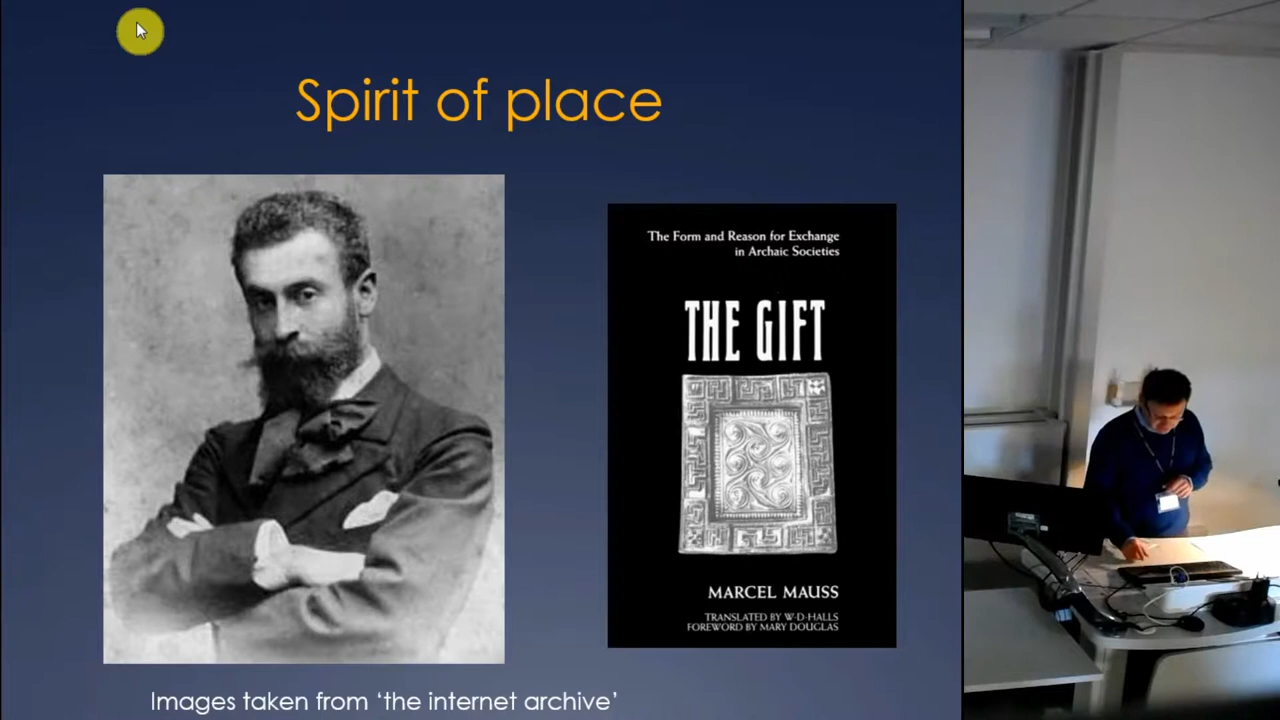 Spirit of place
The Form and Reason for Exchange
in Archaic Societies
THE GIFT
MARCEL MAUSS
TRANSLATED BY W·D·HALLS
FOREWORD BY MARY DOUGLAS
Images taken from ‘the internet archive’